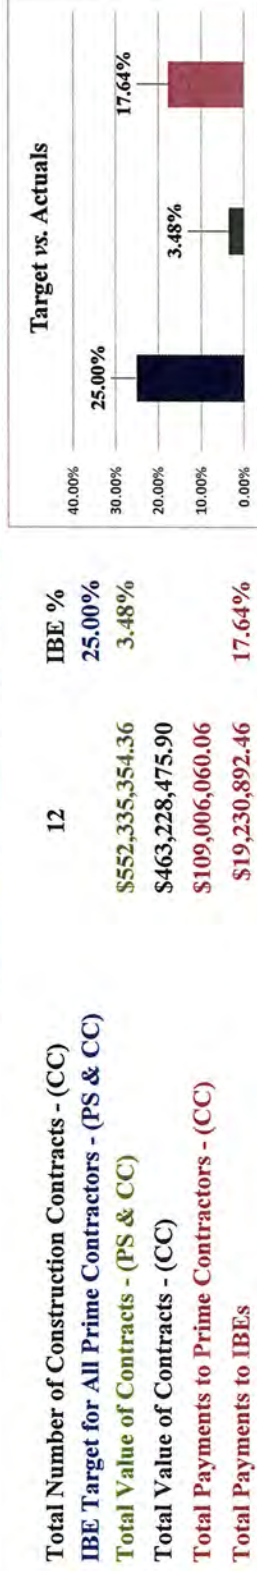 Total Number of Construction Contracts - (CC) 12 IBE %
IBE Target for All Prime Contractors - (PS & CC) 25.00%
Total Value of Contracts - (PS & CC) $552,335,354.36 3.48%
Total Value of Contracts - (CC) $463,228,475.90
Total Payments to Prime Contractors - (CC) $109,006,060.06
Total Payments to IBEs $19,230,892.46 17.64%
Target vs. Actuals
40.00%
30.00%
20.00%
10.00%
0.00%
25.00%
3.48%
17.64%